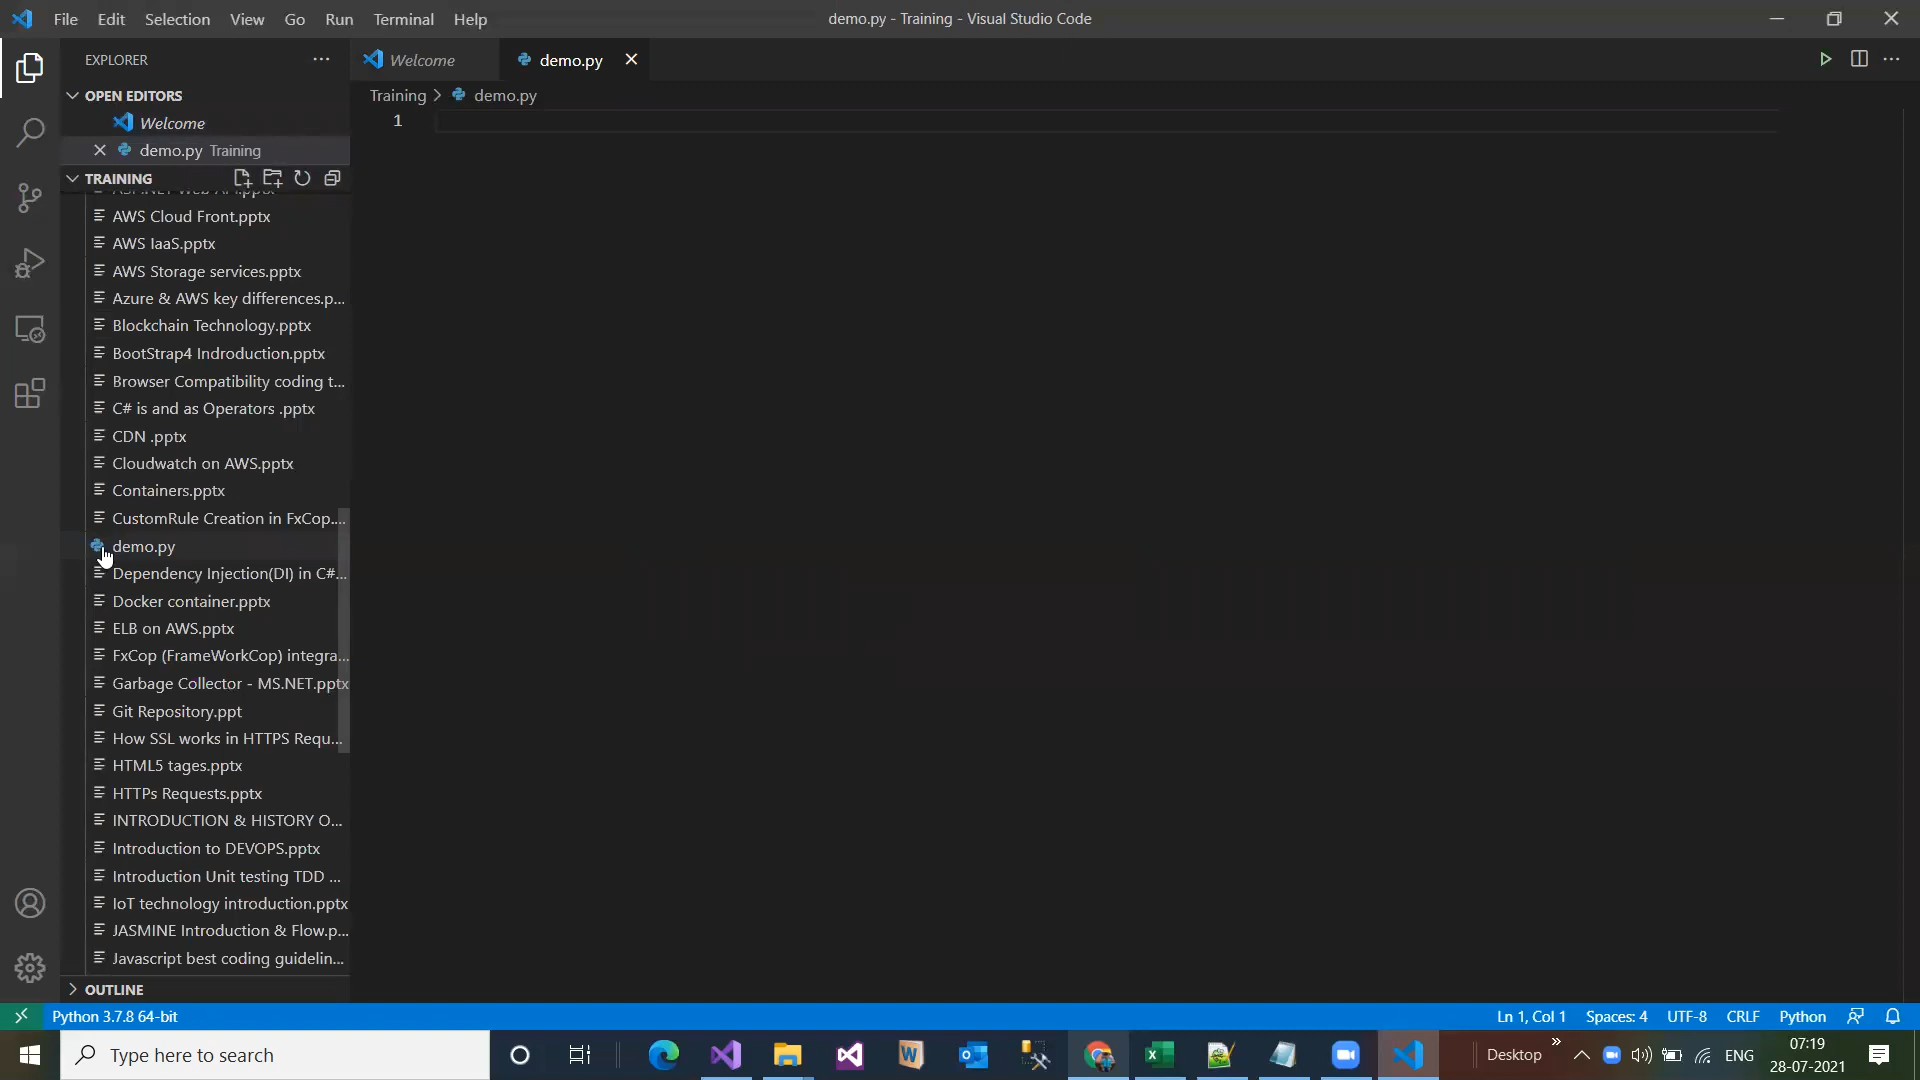 File Edit Selection View Go Run Terminal Help
demo.py - Training - Visual Studio Code
EXPLORER
Welcome
demo.py
OPEN EDITORS
Training
demo.py
Welcome
1
demo.py Training
TRAINING
AWS Cloud Front.pptx
AWS IaaS.pptx
AWS Storage services.pptx
Azure & AWS key differences.p...
Blockchain Technology.pptx
BootStrap4 Indroduction.pptx
Browser Compatibility coding t...
C# is and as Operators .pptx
CDN .pptx
Cloudwatch on AWS.pptx
Containers.pptx
CustomRule Creation in FxCop....
demo.py
Dependency Injection(DI) in C#...
Docker container.pptx
ELB on AWS.pptx
FxCop (FrameWorkCop) integra...
Garbage Collector - MS.NET.pptx
Git Repository.ppt
How SSL works in HTTPS Requ...
HTML5 tages.pptx
HTTPs Requests.pptx
INTRODUCTION & HISTORY O...
Introduction to DEVOPS.pptx
Introduction Unit testing TDD ...
IoT technology introduction.pptx
JASMINE Introduction & Flow.p...
Javascript best coding guidelin...
OUTLINE
Python 3.7.8 64-bit
Ln 1, Col 1 Spaces: 4 UTF-8 CRLF Python
Type here to search
Desktop
ENG
07:19
28-07-2021